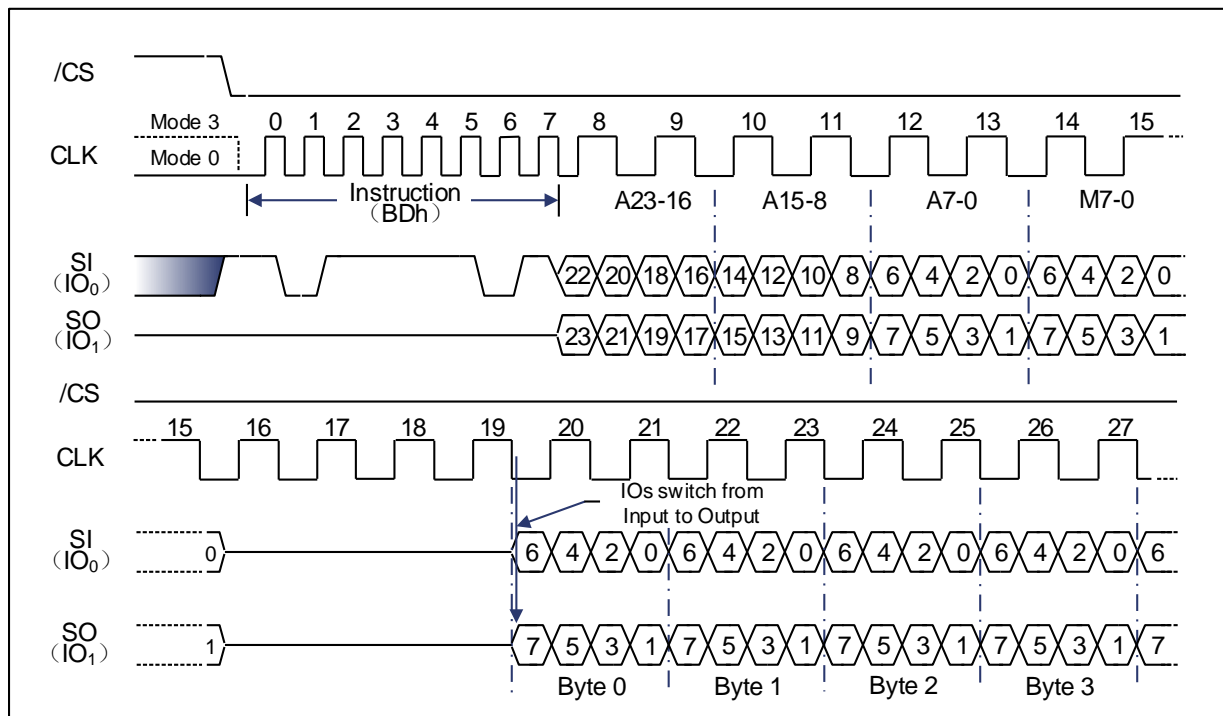 /CS
Mode 3
0 1 2 3 4 5 6 7 8 9 10 11 12 13 14 15
CLK
Mode 0
Instruction
（BDh）
A23-16 A15-8 A7-0 M7-0
SI
（IO0）
22 20 18 16 14 12 10 8 6 4 2 0 6 4 2 0
SO
（IO1）
23 21 19 17 15 13 11 9 7 5 3 1 7 5 3 1
/CS
15 16 17 18 19 20 21 22 23 24 25 26 27
CLK
IOs switch from
Input to Output
SI
（IO0）
0 6 4 2 0 6 4 2 0 6 4 2 0 6 4 2 0 6
SO
（IO1）
1 7 5 3 1 7 5 3 1 7 5 3 1 7 5 3 1 7
Byte 0 Byte 1 Byte 2 Byte 3